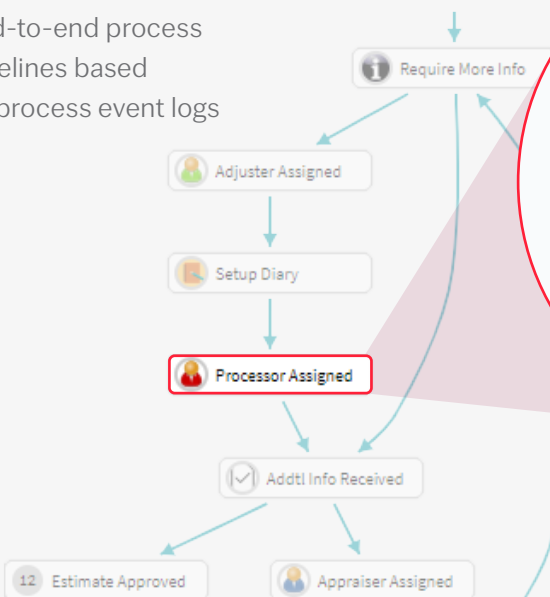 d-to-end process
elines based
process event logs
Require More Info
Adjuster Assigned
Setup Diary
Processor Assigned
Addtl Info Received
12 Estimate Approved
Appraiser Assigned